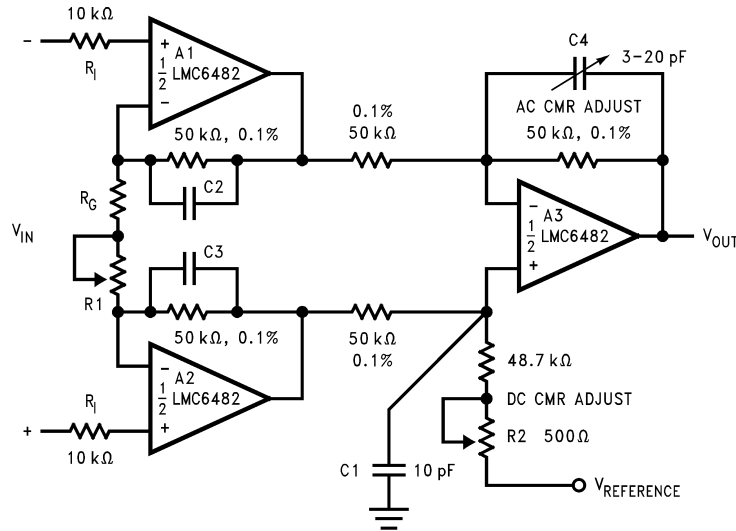 10 kΩ
−
R_I
+
A1
1/2 LMC6482
−
50 kΩ, 0.1%
C2
0.1%
50 kΩ
C4
3–20 pF
AC CMR ADJUST
50 kΩ, 0.1%
R_G
V_IN
R1
−
A3
1/2 LMC6482
+
V_OUT
C3
50 kΩ, 0.1%
50 kΩ
0.1%
48.7 kΩ
DC CMR ADJUST
R2 500Ω
−
A2
1/2 LMC6482
+
R_I
+
10 kΩ
C1
10 pF
V_REFERENCE